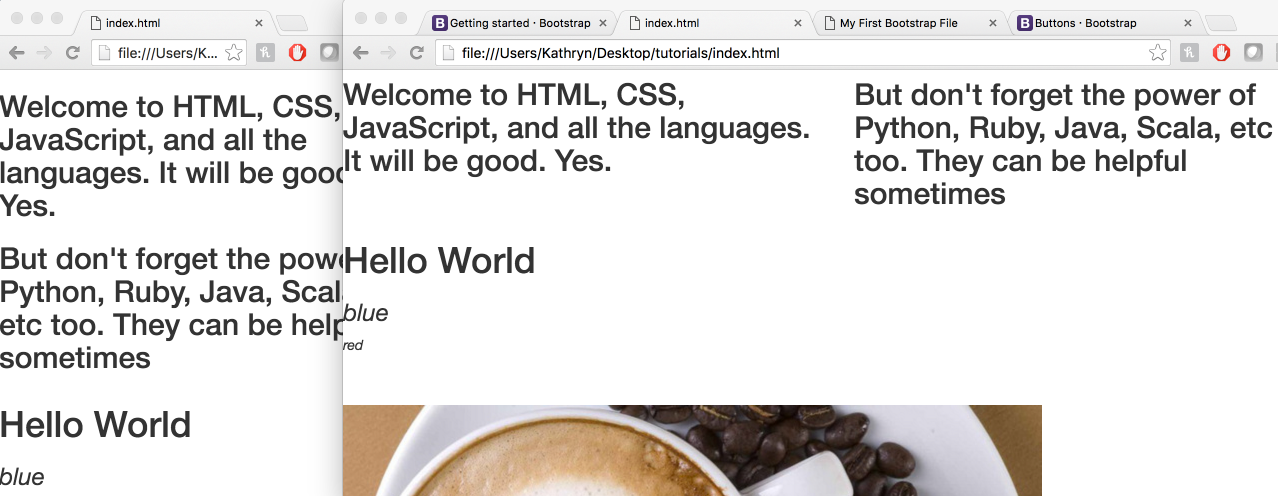 index.html
file:///Users/K...
Welcome to HTML, CSS,
JavaScript, and all the
languages. It will be good
Yes.
But don't forget the powe
Python, Ruby, Java, Scal
etc too. They can be help
sometimes
Hello World
blue
Getting started · Bootstrap
index.html
My First Bootstrap File
Buttons · Bootstrap
file:///Users/Kathryn/Desktop/tutorials/index.html
Welcome to HTML, CSS,
JavaScript, and all the languages.
It will be good. Yes.
But don't forget the power of
Python, Ruby, Java, Scala, etc
too. They can be helpful
sometimes
Hello World
blue
red